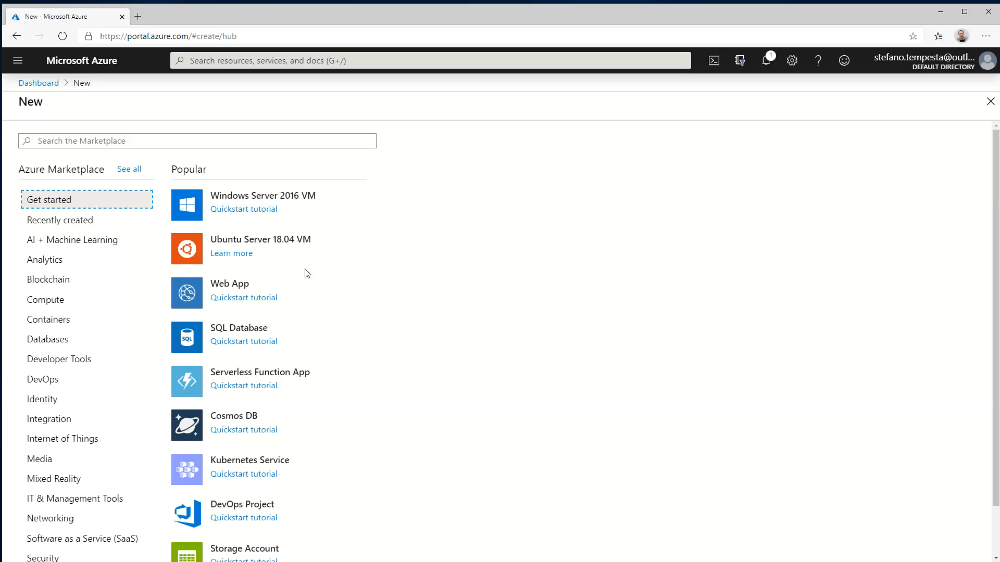 New - Microsoft Azure
https://portal.azure.com/#create/hub
Microsoft Azure
Search resources, services, and docs (G+/)
1
stefano.tempesta@outl...
DEFAULT DIRECTORY
Dashboard > New
New
Search the Marketplace
Azure Marketplace See all
Get started
Recently created
AI + Machine Learning
Analytics
Blockchain
Compute
Containers
Databases
Developer Tools
DevOps
Identity
Integration
Internet of Things
Media
Mixed Reality
IT & Management Tools
Networking
Software as a Service (SaaS)
Security
Popular
Windows Server 2016 VM
Quickstart tutorial
Ubuntu Server 18.04 VM
Learn more
Web App
Quickstart tutorial
SQL
SQL Database
Quickstart tutorial
Serverless Function App
Quickstart tutorial
Cosmos DB
Quickstart tutorial
Kubernetes Service
Quickstart tutorial
DevOps Project
Quickstart tutorial
Storage Account
Quickstart tutorial